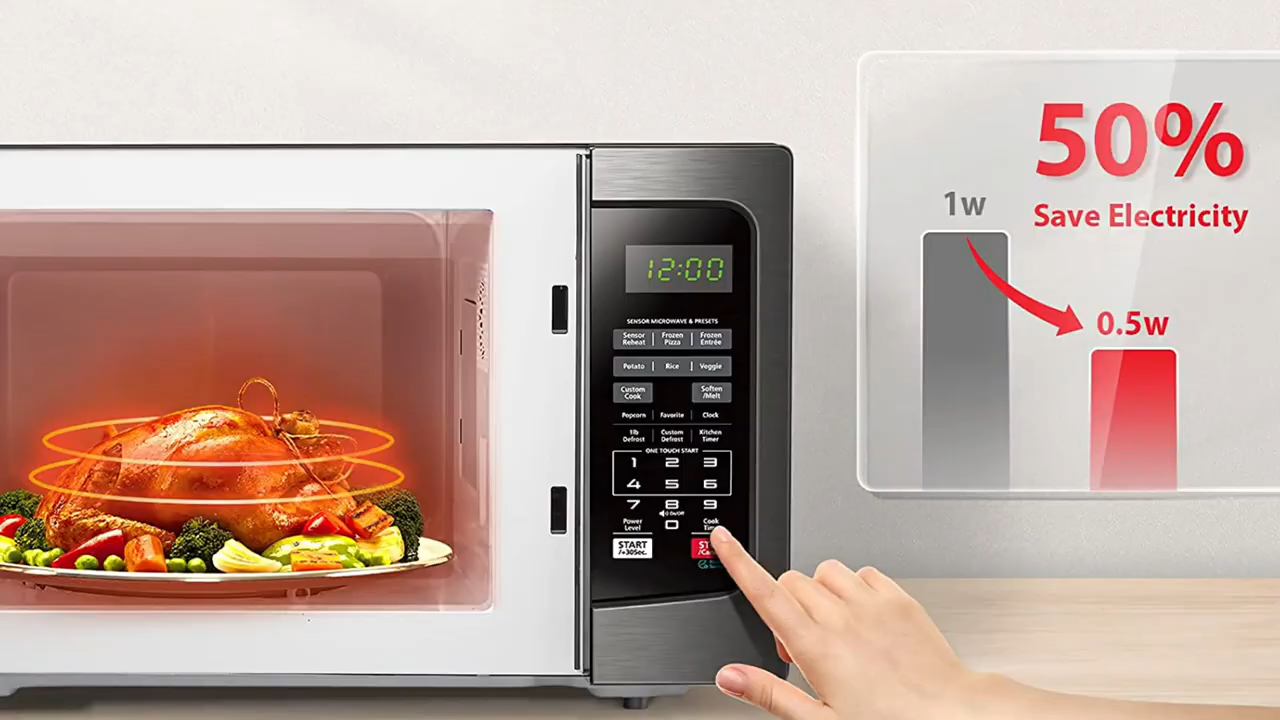 12:00
SENSOR MICROWAVE & PRESETS
Sensor Reheat
Frozen Pizza
Frozen Entrée
Potato
Rice
Veggie
Custom Cook
Soften /Melt
Popcorn
Favorite
Clock
1lb Defrost
Custom Defrost
Kitchen Timer
ONE TOUCH START
1 2 3
4 5 6
7 8 9
On/Off
0
Power Level
Cook
START /+30Sec.
50%
Save Electricity
1w
0.5w